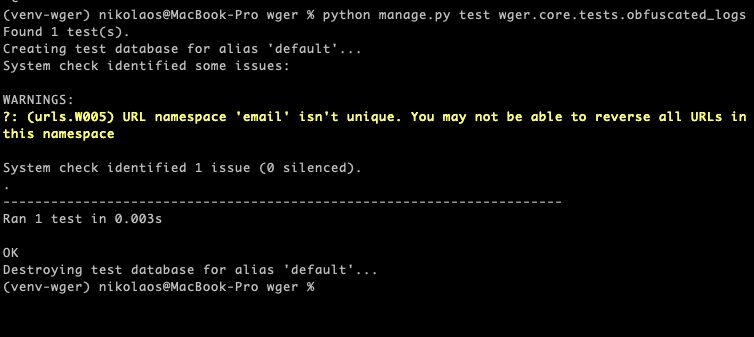 (venv-wger) nikolaos@MacBook-Pro wger % python manage.py test wger.core.tests.obfuscated_logs
Found 1 test(s).
Creating test database for alias 'default'...
System check identified some issues:

WARNINGS:
?: (urls.W005) URL namespace 'email' isn't unique. You may not be able to reverse all URLs in
this namespace

System check identified 1 issue (0 silenced).
.
----------------------------------------------------------------------
Ran 1 test in 0.003s

OK
Destroying test database for alias 'default'...
(venv-wger) nikolaos@MacBook-Pro wger %